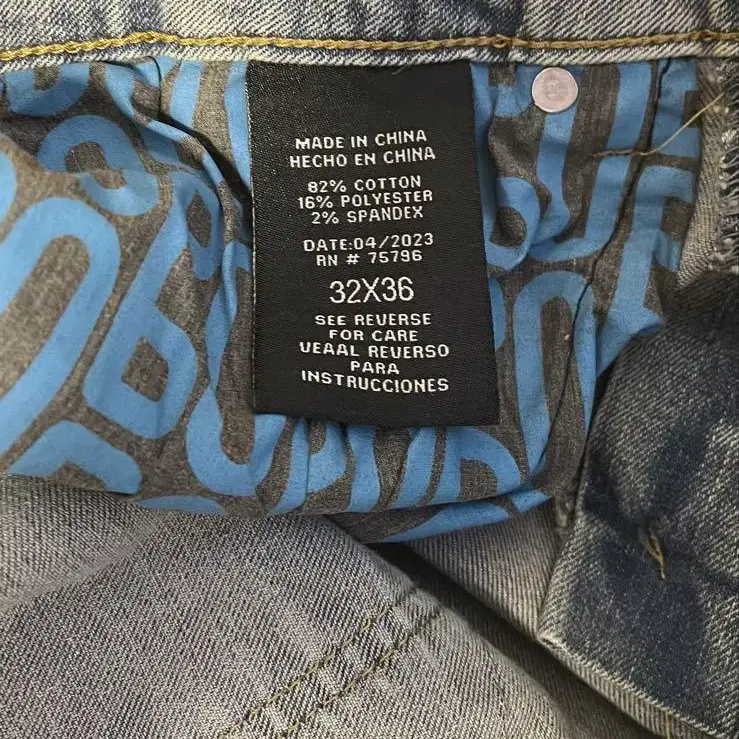 MADE IN CHINA
HECHO EN CHINA
82% COTTON
16% POLYESTER
2% SPANDEX
DATE:04/2023
RN # 75796
32X36
SEE REVERSE
FOR CARE
VEAAL REVERSO
PARA
INSTRUCCIONES